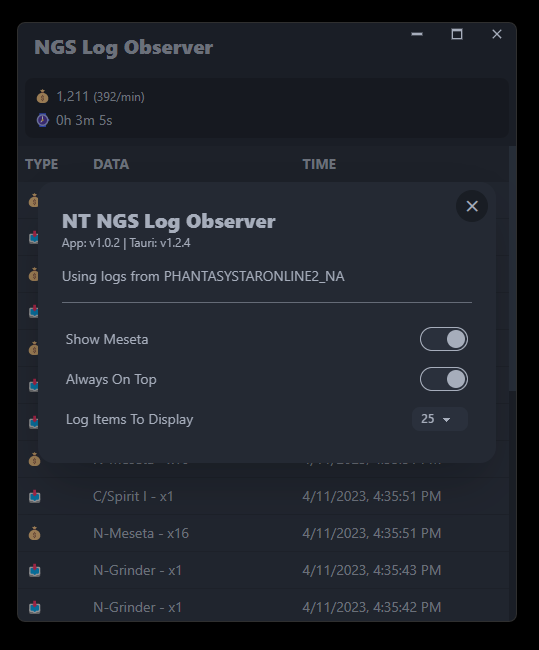 NGS Log Observer
1,211 (392/min)
0h 3m 5s
TYPE DATA TIME
NT NGS Log Observer
App: v1.0.2 | Tauri: v1.2.4
Using logs from PHANTASYSTARONLINE2_NA
Show Meseta
Always On Top
Log Items To Display 25
C/Spirit I - x1 4/11/2023, 4:35:51 PM
N-Meseta - x16 4/11/2023, 4:35:51 PM
N-Grinder - x1 4/11/2023, 4:35:43 PM
N-Grinder - x1 4/11/2023, 4:35:42 PM